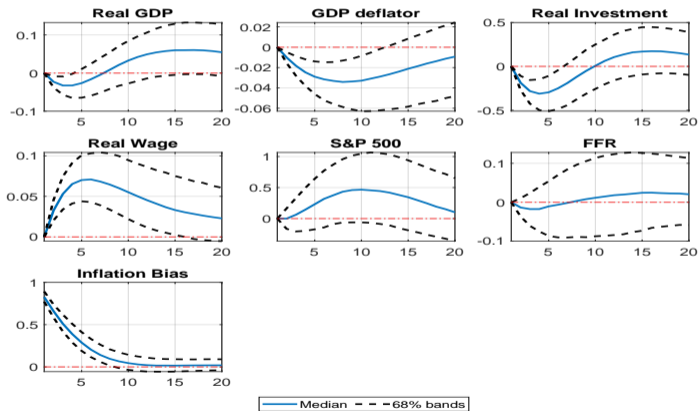 Real GDP
0.1
0
-0.1
5 10 15 20
GDP deflator
0.02
0
-0.02
-0.04
-0.06
5 10 15 20
Real Investment
0.5
0
-0.5
5 10 15 20
Real Wage
0.1
0.05
0
5 10 15 20
S&P 500
1
0.5
0
5 10 15 20
FFR
0.1
0
-0.1
5 10 15 20
Inflation Bias
1
0.5
0
5 10 15 20
Median 68% bands